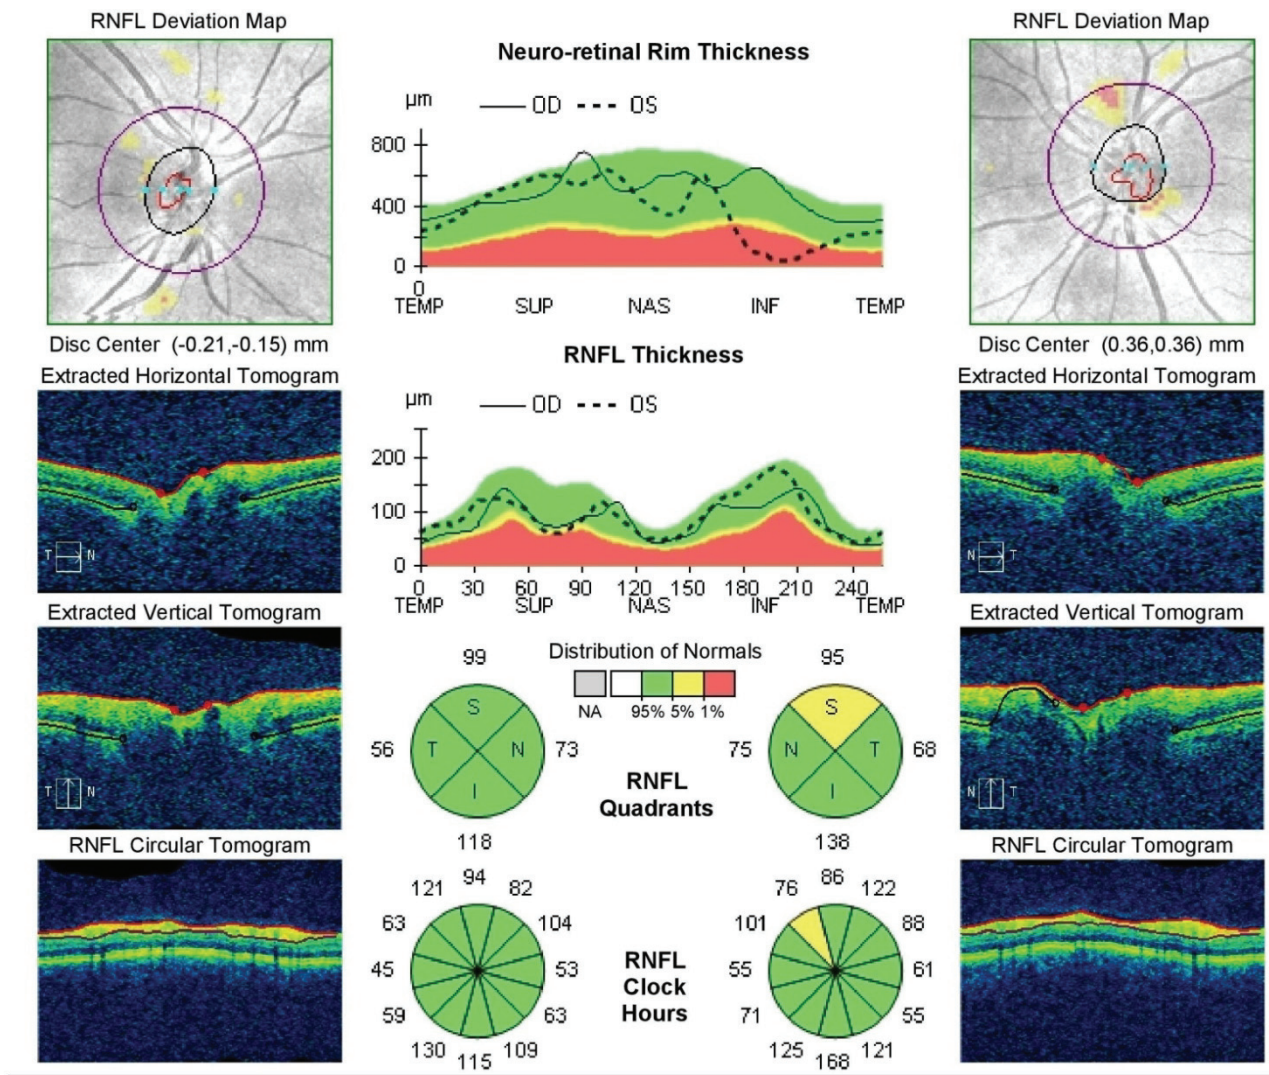 RNFL Deviation Map
Disc Center (-0.21,-0.15) mm
Extracted Horizontal Tomogram
T N
Extracted Vertical Tomogram
T N
RNFL Circular Tomogram
Neuro-retinal Rim Thickness
µm
OD OS
800
400
0
0
TEMP SUP NAS INF TEMP
RNFL Thickness
µm
OD OS
200
100
0
0 30 60 90 120 150 180 210 240
TEMP SUP NAS INF TEMP
Distribution of Normals
NA 95% 5% 1%
99
S
56 T N 73
I
118
RNFL
Quadrants
95
S
75 N T 68
I
138
94
121 82
63 104
45 53
59 63
130 109
115
RNFL
Clock
Hours
86
76 122
101 88
55 61
71 55
125 121
168
RNFL Deviation Map
Disc Center (0.36,0.36) mm
Extracted Horizontal Tomogram
N T
Extracted Vertical Tomogram
N T
RNFL Circular Tomogram